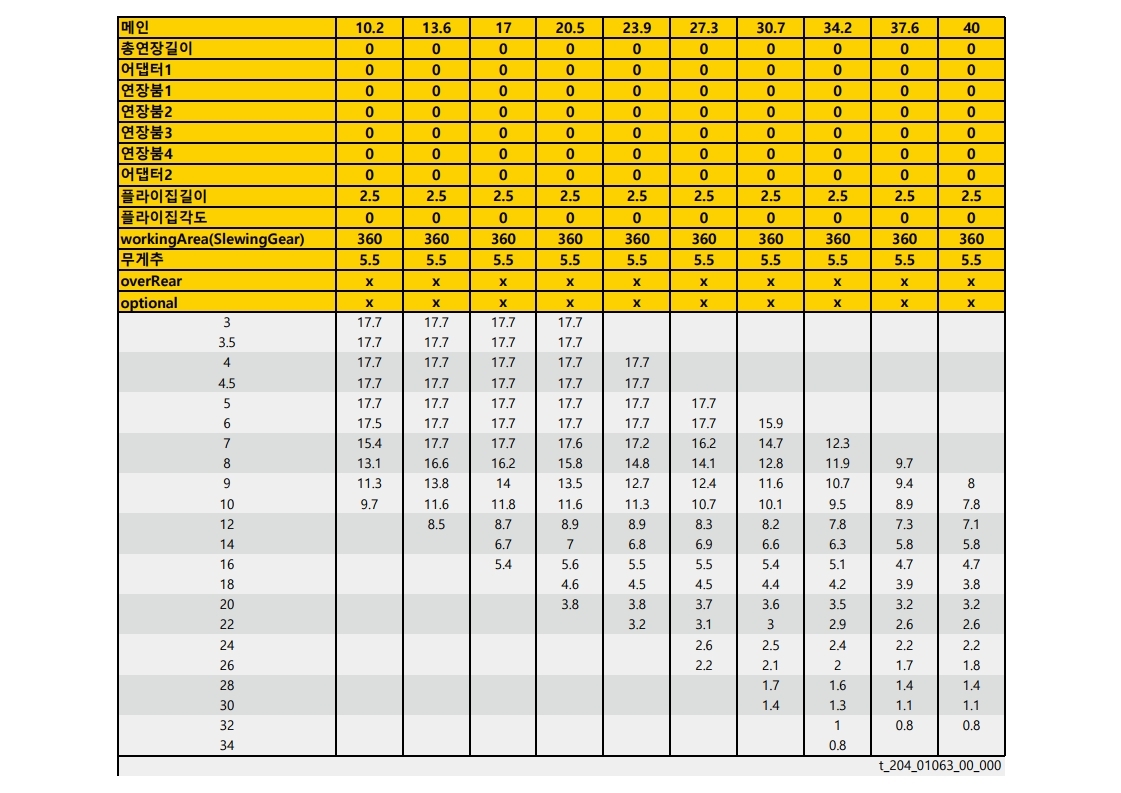 메인 10.2 13.6 17 20.5 23.9 27.3 30.7 34.2 37.6 40
총연장길이 0 0 0 0 0 0 0 0 0 0
어댑터1 0 0 0 0 0 0 0 0 0 0
연장붐1 0 0 0 0 0 0 0 0 0 0
연장붐2 0 0 0 0 0 0 0 0 0 0
연장붐3 0 0 0 0 0 0 0 0 0 0
연장붐4 0 0 0 0 0 0 0 0 0 0
어댑터2 0 0 0 0 0 0 0 0 0 0
플라이집길이 2.5 2.5 2.5 2.5 2.5 2.5 2.5 2.5 2.5 2.5
플라이집각도 0 0 0 0 0 0 0 0 0 0
workingArea(SlewingGear) 360 360 360 360 360 360 360 360 360 360
무게추 5.5 5.5 5.5 5.5 5.5 5.5 5.5 5.5 5.5 5.5
overRear x x x x x x x x x x
optional x x x x x x x x x x
3 17.7 17.7 17.7 17.7
3.5 17.7 17.7 17.7 17.7
4 17.7 17.7 17.7 17.7 17.7
4.5 17.7 17.7 17.7 17.7 17.7
5 17.7 17.7 17.7 17.7 17.7 17.7
6 17.5 17.7 17.7 17.7 17.7 17.7 15.9
7 15.4 17.7 17.7 17.6 17.2 16.2 14.7 12.3
8 13.1 16.6 16.2 15.8 14.8 14.1 12.8 11.9 9.7
9 11.3 13.8 14 13.5 12.7 12.4 11.6 10.7 9.4 8
10 9.7 11.6 11.8 11.6 11.3 10.7 10.1 9.5 8.9 7.8
12 8.5 8.7 8.9 8.9 8.3 8.2 7.8 7.3 7.1
14 6.7 7 6.8 6.9 6.6 6.3 5.8 5.8
16 5.4 5.6 5.5 5.5 5.4 5.1 4.7 4.7
18 4.6 4.5 4.5 4.4 4.2 3.9 3.8
20 3.8 3.8 3.7 3.6 3.5 3.2 3.2
22 3.2 3.1 3 2.9 2.6 2.6
24 2.6 2.5 2.4 2.2 2.2
26 2.2 2.1 2 1.7 1.8
28 1.7 1.6 1.4 1.4
30 1.4 1.3 1.1 1.1
32 1 0.8 0.8
34 0.8
t_204_01063_00_000